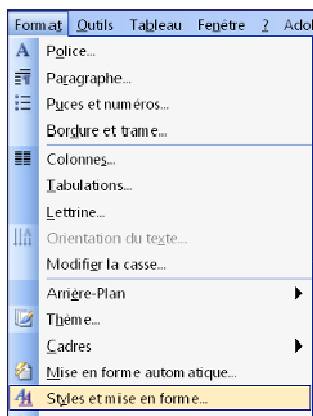 Format Outils Tableau Fenêtre ? Ado
Police...
Paragraphe...
Puces et numéros...
Bordure et trame...
Colonnes...
Tabulations...
Lettrine...
Orientation du texte...
Modifier la casse...
Arrière-Plan
Thème...
Cadres
Mise en forme automatique...
Styles et mise en forme...